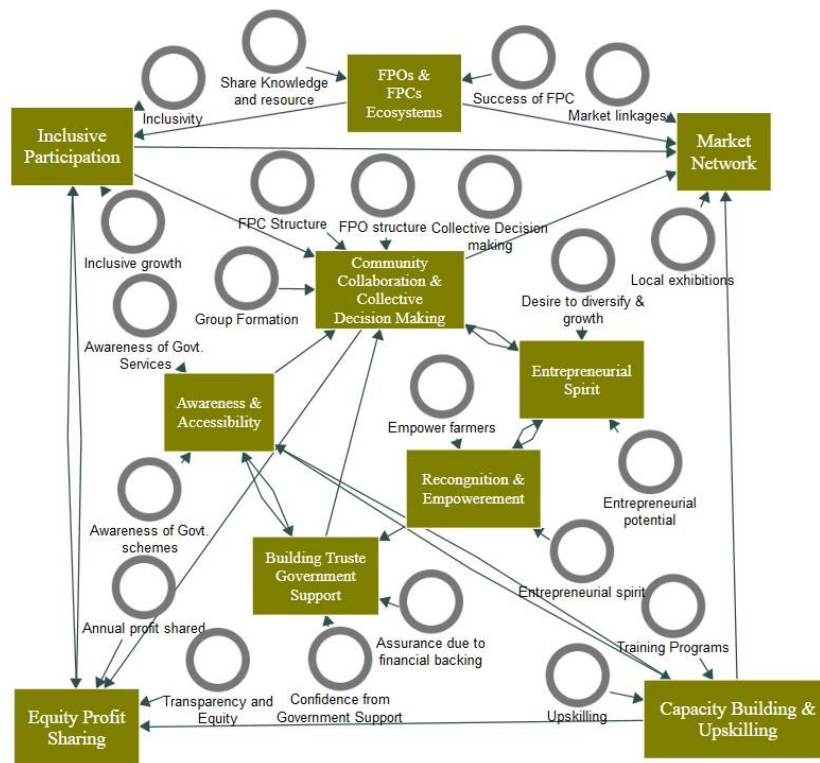 Share Knowledge
and resource
FPOs &
FPCs
Ecosystems
Success of FPC
Market linkages
Inclusivity
Inclusive
Participation
Market
Network
FPC Structure
FPO structure
Collective Decision
making
Inclusive growth
Community
Collaboration &
Collective
Decision Making
Local exhibitions
Group Formation
Desire to diversify &
growth
Awareness of Govt.
Services
Entrepreneurial
Spirit
Awareness &
Accessibility
Empower farmers
Recongnition &
Empowerement
Entrepreneurial
potential
Awareness of Govt.
schemes
Building Truste
Government
Support
Entrepreneurial spirit
Annual profit shared
Assurance due to
financial backing
Training Programs
Transparency and
Equity
Confidence from
Government Support
Upskilling
Equity Profit
Sharing
Capacity Building &
Upskilling